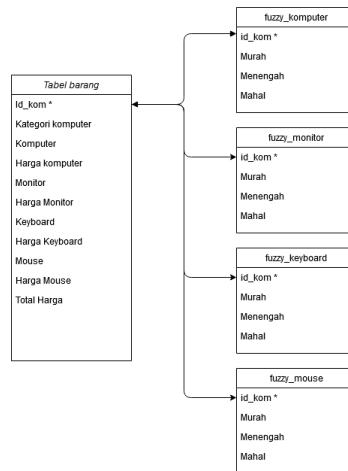 Tabel barang
Id_kom *
Kategori komputer
Komputer
Harga komputer
Monitor
Harga Monitor
Keyboard
Harga Keyboard
Mouse
Harga Mouse
Total Harga
fuzzy_komputer
id_kom *
Murah
Menengah
Mahal
fuzzy_monitor
id_kom *
Murah
Menengah
Mahal
fuzzy_keyboard
id_kom *
Murah
Menengah
Mahal
fuzzy_mouse
id_kom *
Murah
Menengah
Mahal